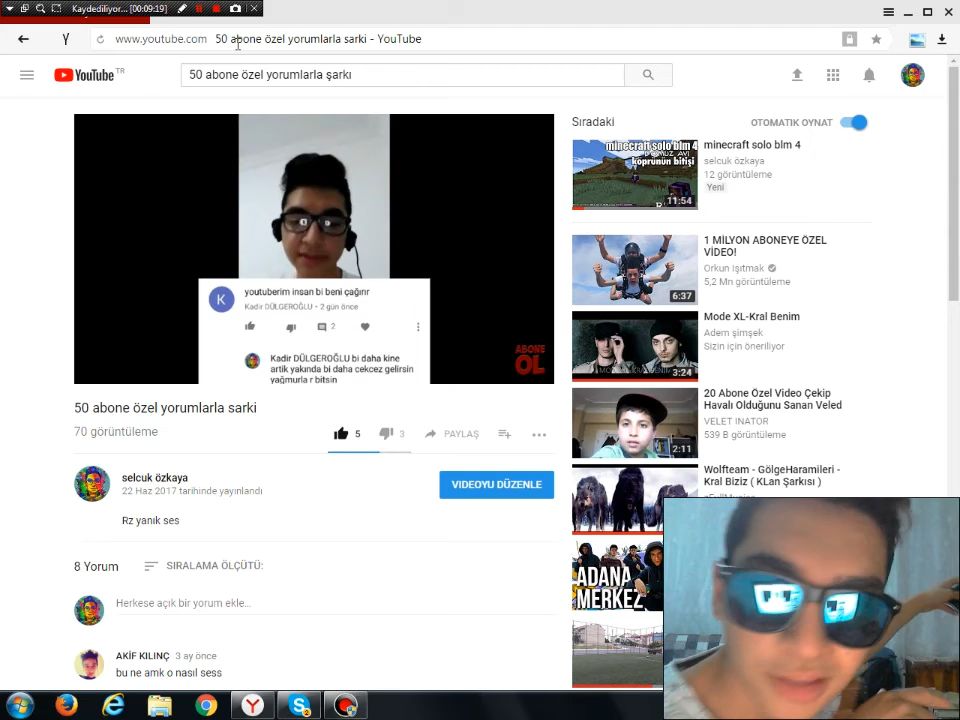 Kaydediliyor... [00:09:19]
Y
www.youtube.com 50 abone özel yorumlarla sarki - YouTube
YouTube TR
50 abone özel yorumlarla şarkı
youtuberim insan bi beni çağırır
Kadir DÜLGEROĞLU • 2 gün önce
2
K
Kadir DÜLGEROĞLU bi daha kine
artik yakında bi daha cekcez gelirsin
yağmurla r bitsin
ABONE
OL
50 abone özel yorumlarla sarki
70 görüntüleme
5
3
PAYLAŞ
selcuk özkaya
22 Haz 2017 tarihinde yayınlandı
VIDEOYU DÜZENLE
Rz yanik ses
8 Yorum
SIRALAMA ÖLÇÜTÜ:
Herkese açık bir yorum ekle...
AKİF KILINÇ 3 ay önce
bu ne amk o nasıl sess
Sıradaki
OTOMATIK OYNAT
minecraft solo blm 4
koprunun bitişi
11:54
minecraft solo blm 4
selcuk özkaya
12 görüntüleme
Yeni
6:37
1 MİLYON ABONEYE ÖZEL
VİDEO!
Orkun Işıtmak
5,2 Mn görüntüleme
3:24
Mode XL-Kral Benim
Adem şimşek
Sizin için öneriliyor
2:11
20 Abone Özel Video Çekip
Havalı Olduğunu Sanan Veled
VELET INATOR
539 B görüntüleme
Wolfteam - GölgeHaramileri -
Kral Biziz ( KLan Şarkısı )
ADANA
MERKEZ